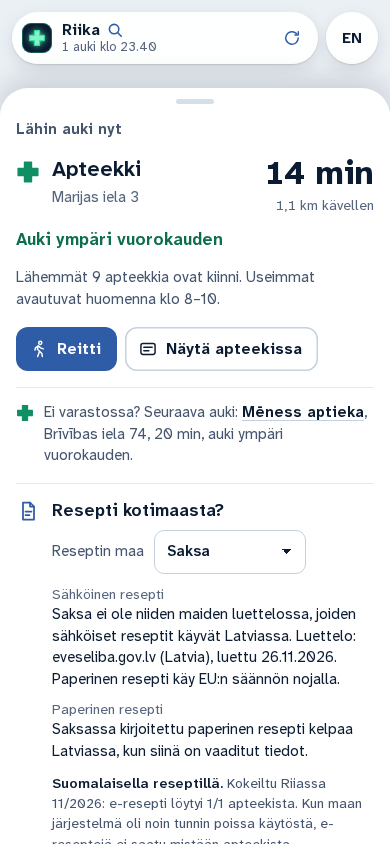 Riika
1 auki klo 23.40
EN
Lähin auki nyt
Apteekki
14 min
Marijas iela 3
1,1 km kävellen
Auki ympäri vuorokauden
Lähemmät 9 apteekkia ovat kiinni. Useimmat
avautuvat huomenna klo 8–10.
Reitti
Näytä apteekissa
Ei varastossa? Seuraava auki: Mēness aptieka,
Brīvības iela 74, 20 min, auki ympäri
vuorokauden.
Resepti kotimaasta?
Reseptin maa
Saksa
Sähköinen resepti
Saksa ei ole niiden maiden luettelossa, joiden
sähköiset reseptit käyvät Latviassa. Luettelo:
eveseliba.gov.lv (Latvia), luettu 26.11.2026.
Paperinen resepti käy EU:n säännön nojalla.
Paperinen resepti
Saksassa kirjoitettu paperinen resepti kelpaa
Latviassa, kun siinä on vaaditut tiedot.
Suomalaisella reseptillä. Kokeiltu Riiassa
11/2026: e-resepti löytyi 1/1 apteekista. Kun maan
järjestelmä oli noin tunnin poissa käytöstä, e-
reseptejä ei saatu mistään apteekista